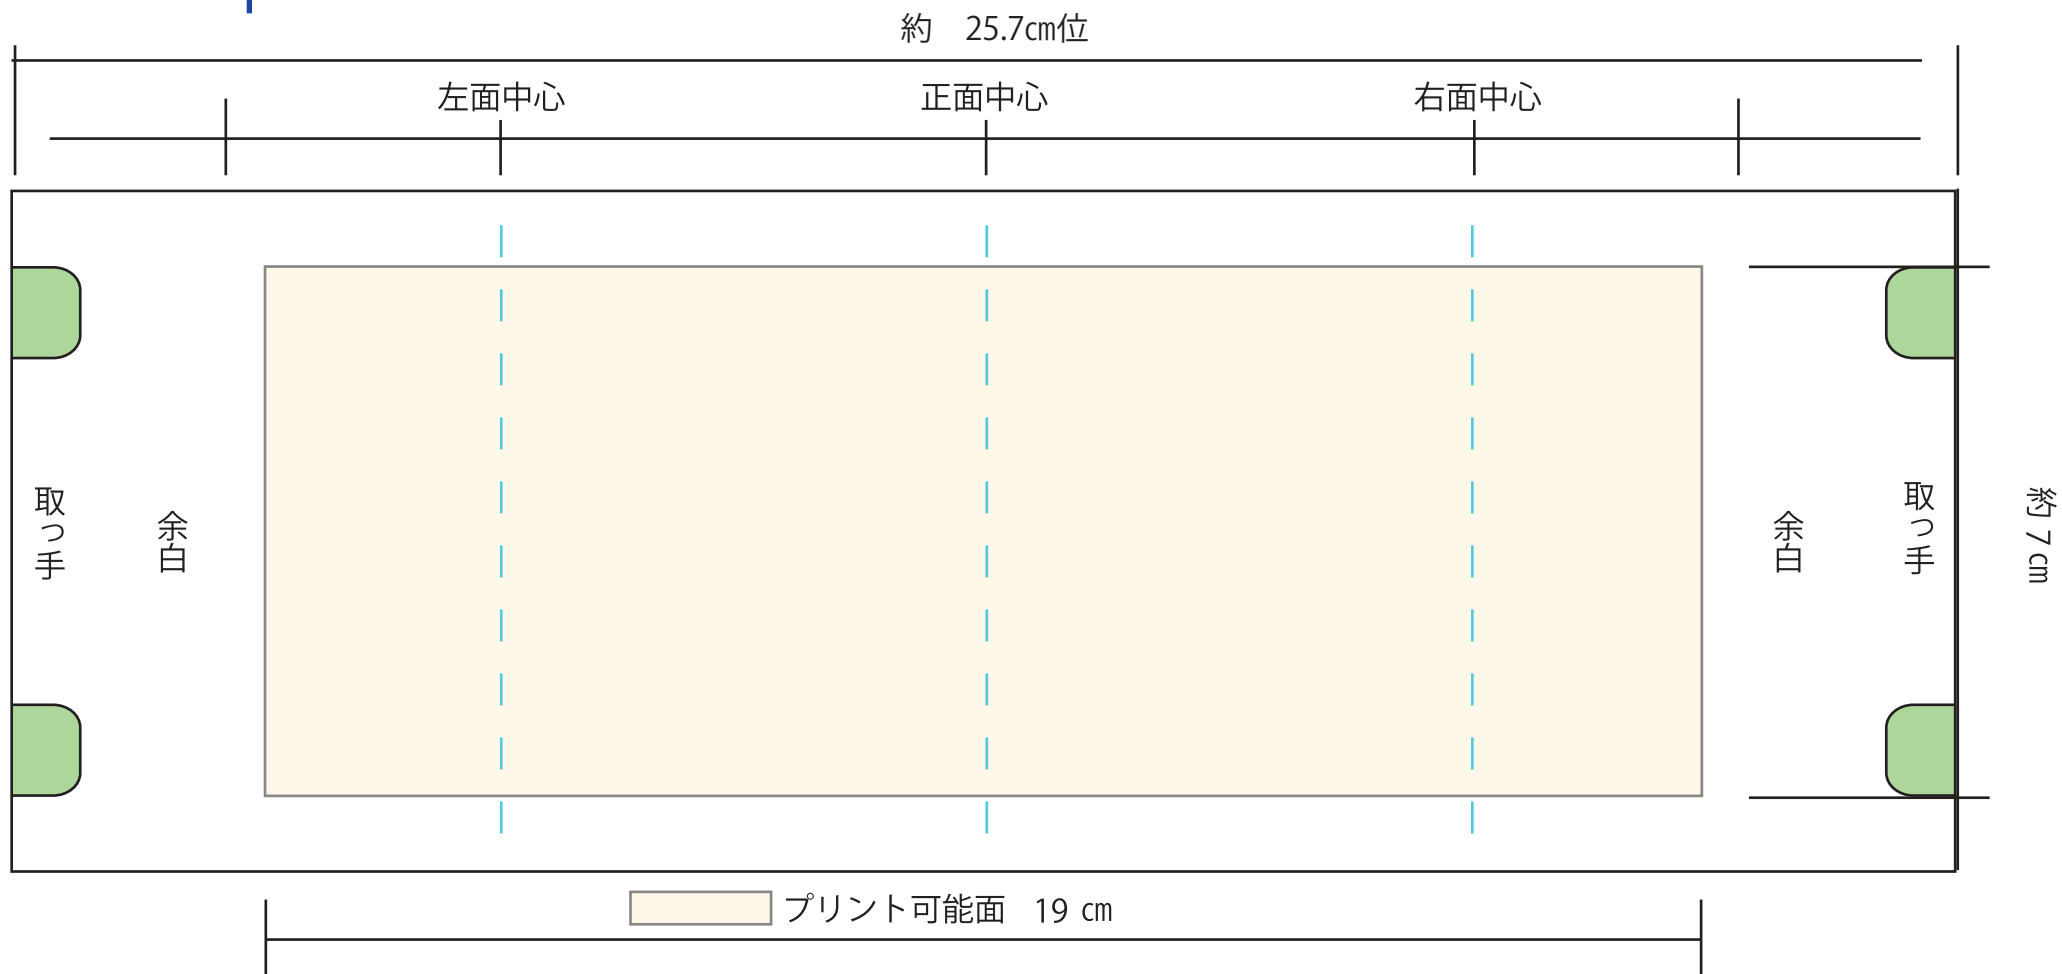 約　25.7㎝位
左面中心
正面中心
右面中心
取っ手
余白
余白
取っ手
約 7 ㎝
プリント可能面　19 ㎝